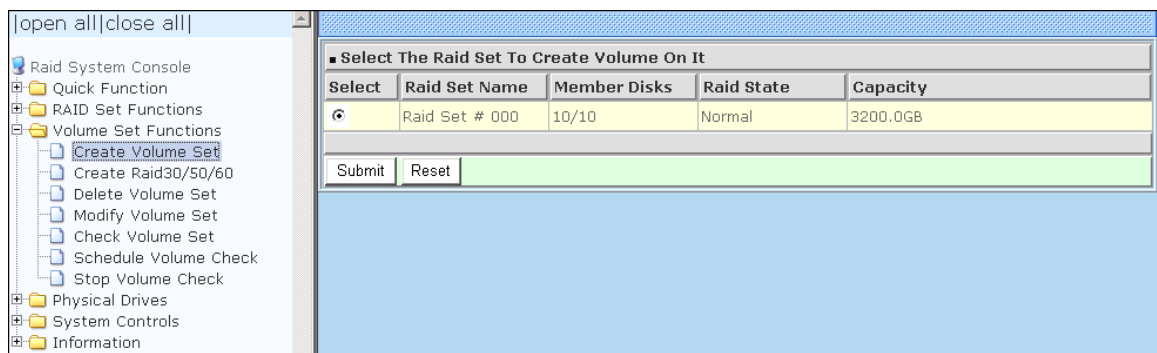 |open all|close all|
Raid System Console
Quick Function
RAID Set Functions
Volume Set Functions
Create Volume Set
Create Raid30/50/60
Delete Volume Set
Modify Volume Set
Check Volume Set
Schedule Volume Check
Stop Volume Check
Physical Drives
System Controls
Information
Select The Raid Set To Create Volume On It
Select Raid Set Name Member Disks Raid State Capacity
Raid Set # 000 10/10 Normal 3200.0GB
Submit Reset